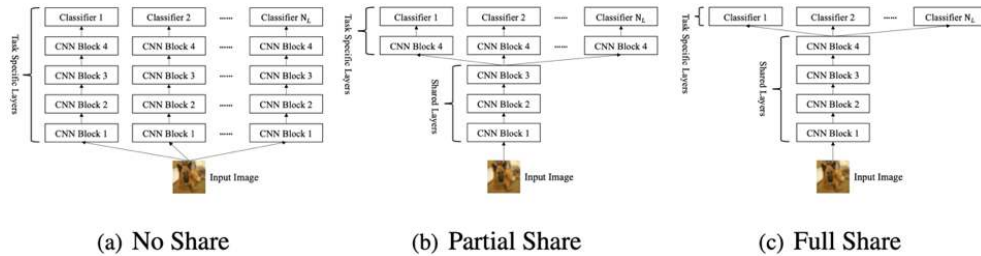 Task Specific Layers
Classifier 1 Classifier 2 ...... Classifier N_L
CNN Block 4 CNN Block 4 ...... CNN Block 4
CNN Block 3 CNN Block 3 ...... CNN Block 3
CNN Block 2 CNN Block 2 ...... CNN Block 2
CNN Block 1 CNN Block 1 ...... CNN Block 1
Input Image
(a) No Share
Task Specific Layers
Classifier 1 Classifier 2 ...... Classifier N_L
CNN Block 4 CNN Block 4 ...... CNN Block 4
Shared Layers
CNN Block 3
CNN Block 2
CNN Block 1
Input Image
(b) Partial Share
Task Specific Layers
Classifier 1 Classifier 2 ...... Classifier N_L
Shared Layers
CNN Block 4
CNN Block 3
CNN Block 2
CNN Block 1
Input Image
(c) Full Share